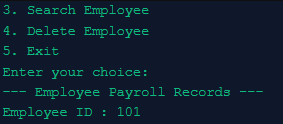 3. Search Employee
4. Delete Employee
5. Exit
Enter your choice:
--- Employee Payroll Records ---
Employee ID : 101